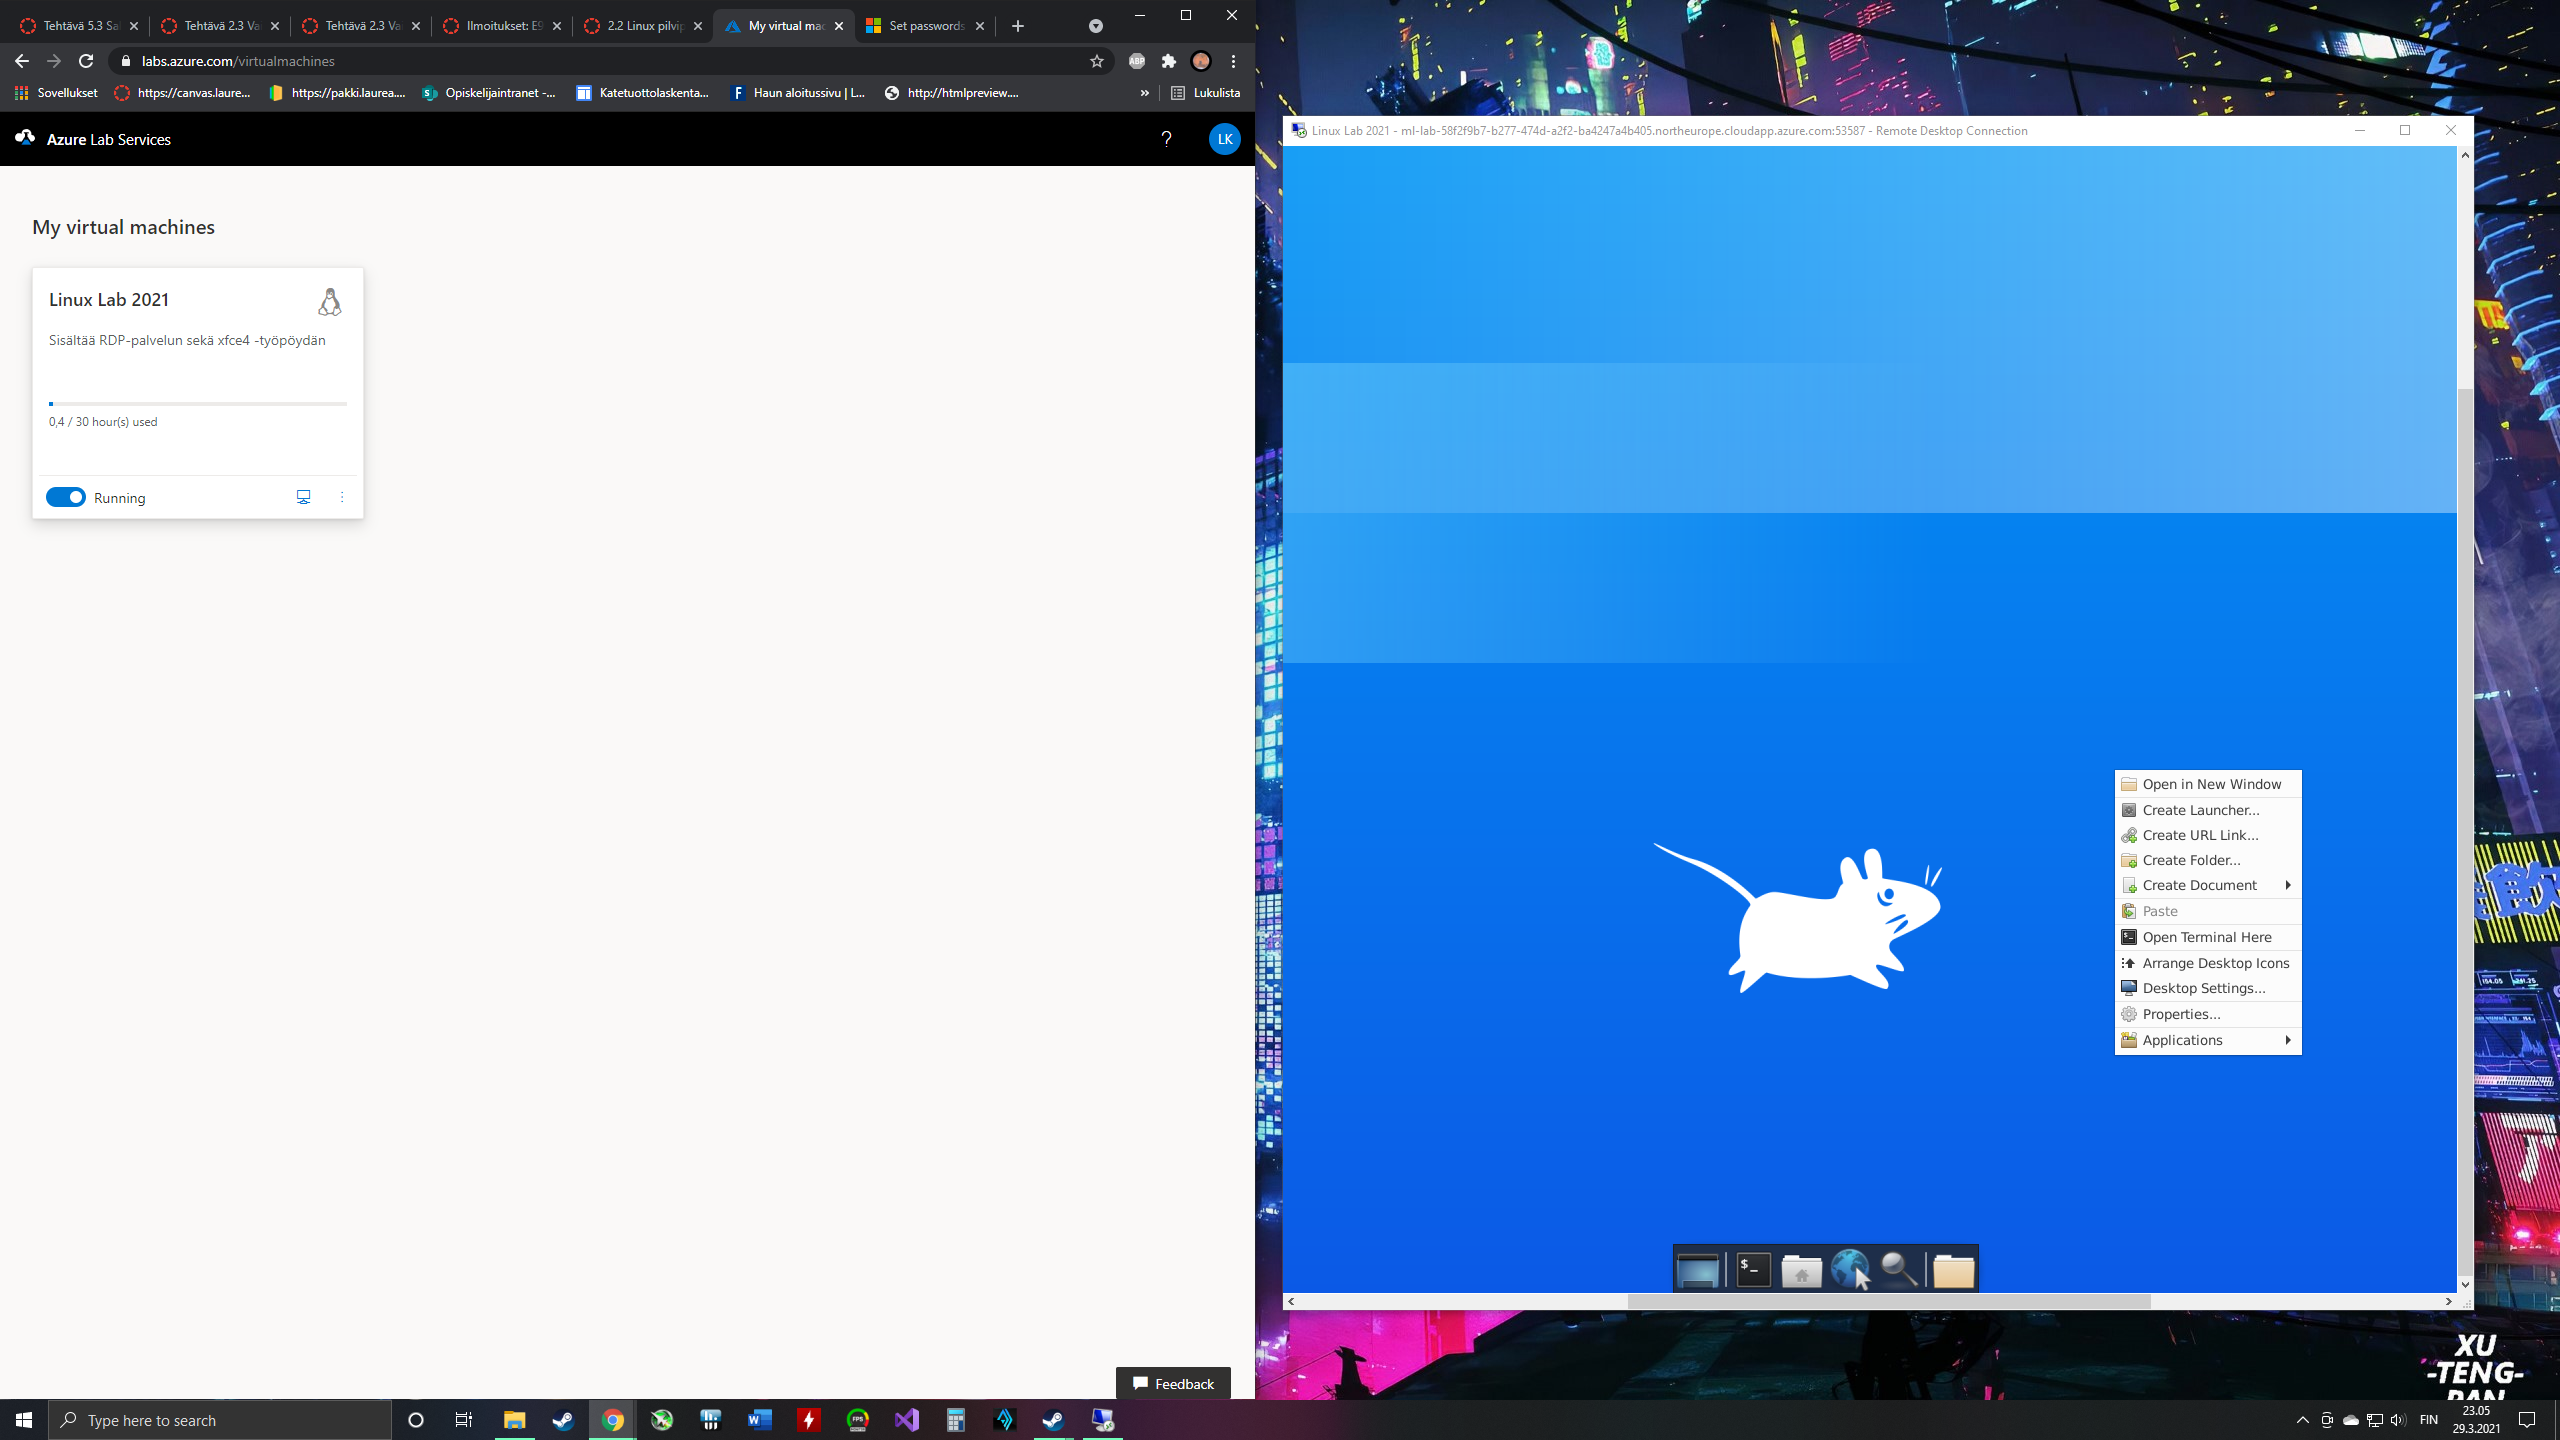 Tehtävä 5.3 Sal
Tehtävä 2.3 Va
Tehtävä 2.3 Va
Ilmoitukset: E9
2.2 Linux pilvip
My virtual mac
Set passwords
labs.azure.com/virtualmachines
Sovellukset
https://canvas.laure...
https://pakki.laurea....
Opiskelijaintranet -...
Katetuottolaskenta...
Haun aloitussivu | L...
http://htmlpreview....
»
Lukulista
Azure Lab Services
?
LK
My virtual machines
Linux Lab 2021
Sisältää RDP-palvelun sekä xfce4 -työpöydän
0,4 / 30 hour(s) used
Running
Feedback
Linux Lab 2021 - ml-lab-58f2f9b7-b277-474d-a2f2-ba4247a4b405.northeurope.cloudapp.azure.com:53587 - Remote Desktop Connection
Open in New Window
Create Launcher...
Create URL Link...
Create Folder...
Create Document
Paste
Open Terminal Here
Arrange Desktop Icons
Desktop Settings...
Properties...
Applications
XU
-TENG-
Type here to search
FIN
23.05
29.3.2021